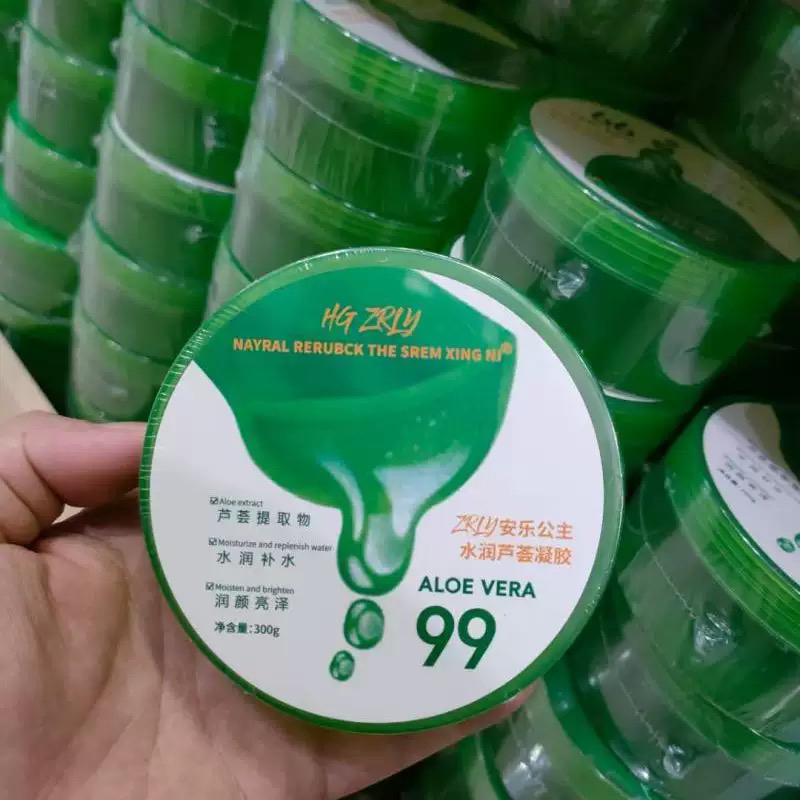 HG ZRLY
NAYRAL RERUBCK THE SREM XING NI®
Aloe extract
芦荟提取物
Moisturize and replenish water
水润补水
Moisten and brighten
润颜亮泽
净含量:300g
ZRLY安乐公主
水润芦荟凝胶
ALOE VERA
99